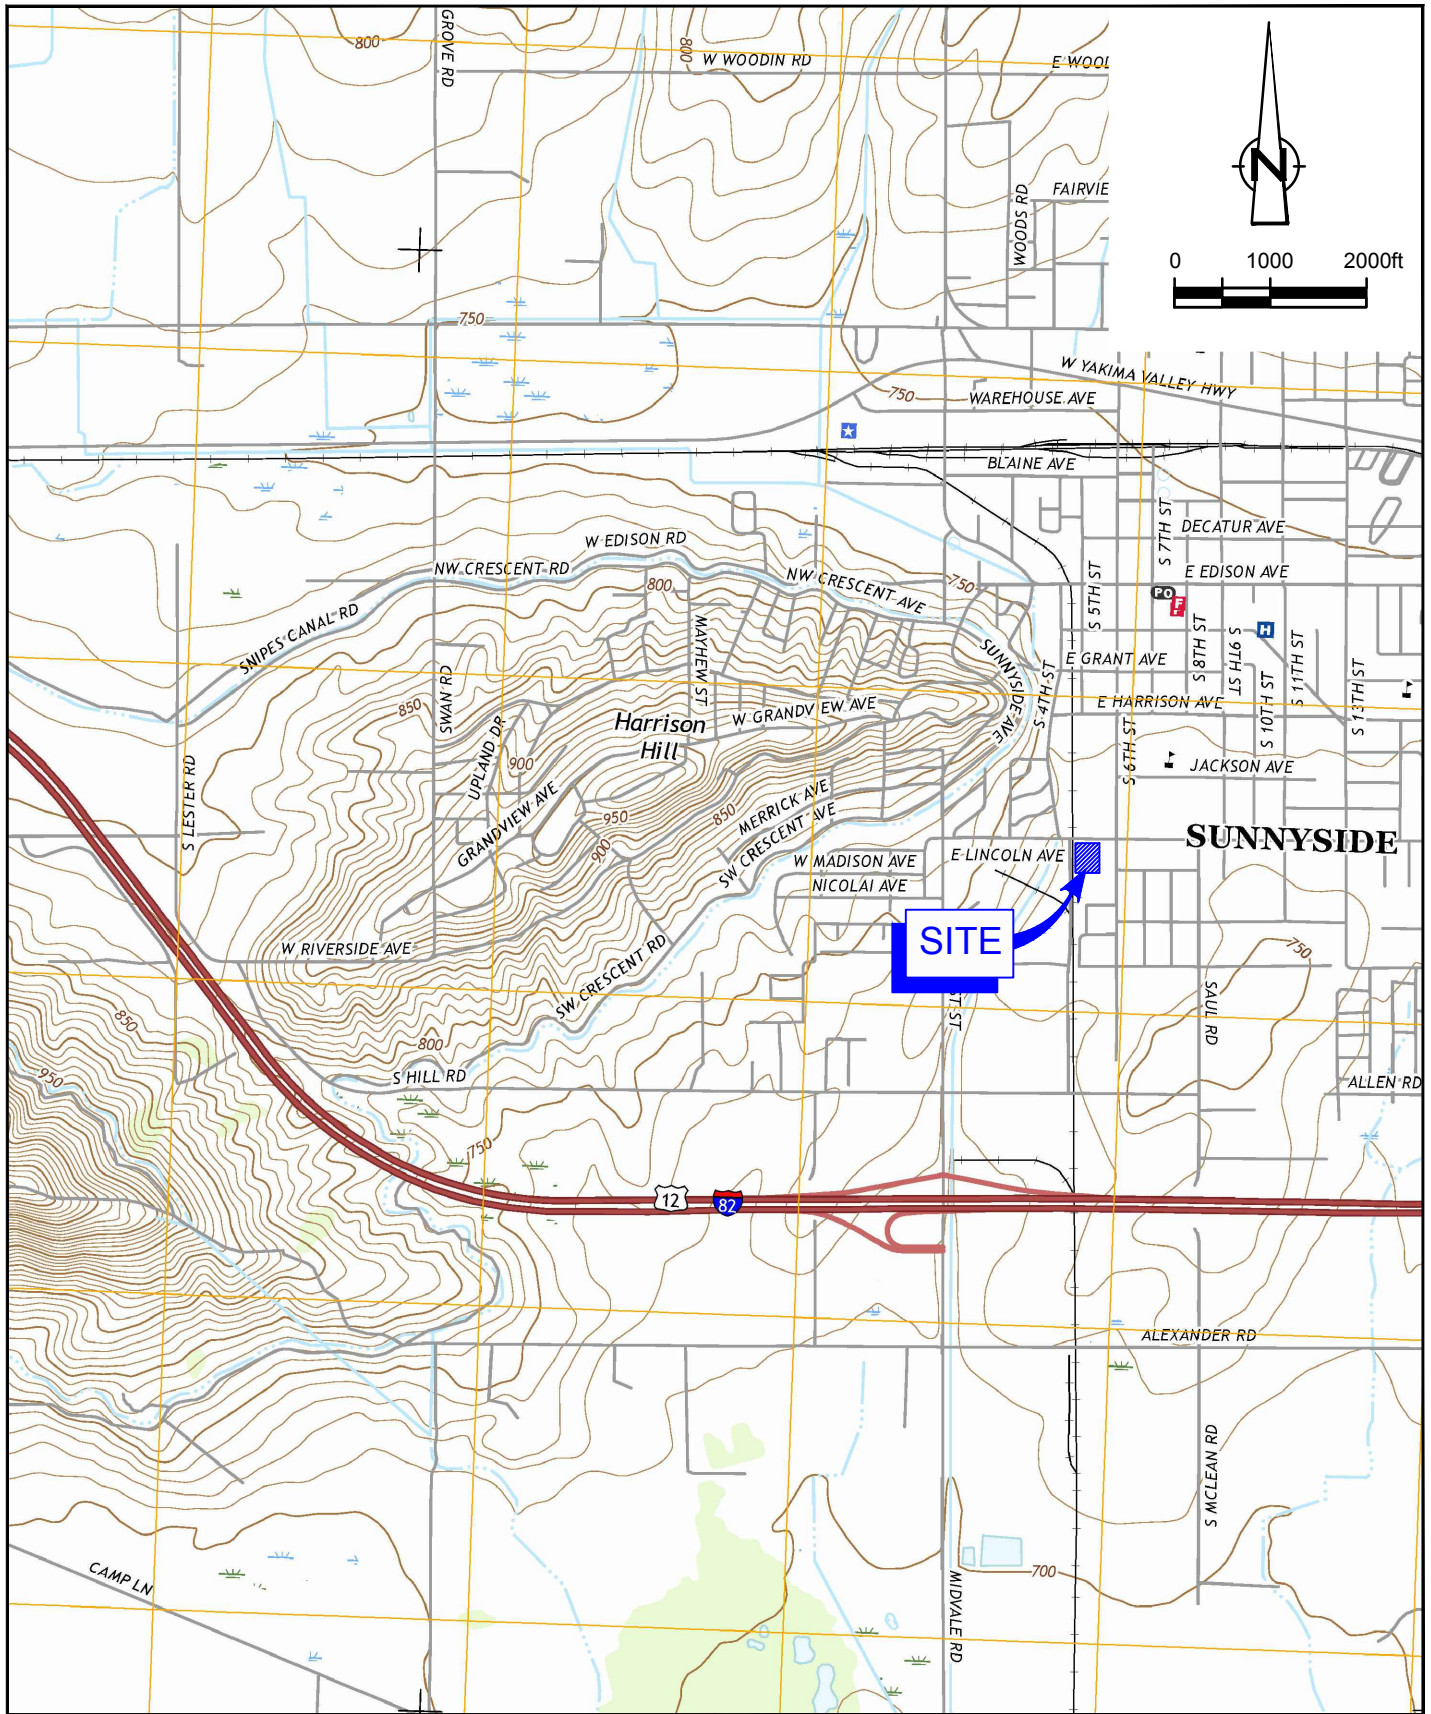 800
GROVE RD
800
W WOODIN RD
E WOOD
N
WOODS RD
FAIRVIE
0 1000 2000ft
750
W YAKIMA VALLEY HWY
750
WAREHOUSE AVE
BLAINE AVE
S 7TH ST
DECATUR AVE
W EDISON RD
NW CRESCENT RD
NW CRESCENT AVE
750
S 5TH ST
E EDISON AVE
PO
F
F
800
SNIPES CANAL RD
MAYHEW ST
SUNNYSIDE AVE
S 4TH ST
E GRANT AVE
S 8TH ST
S 9TH ST
H
S 10TH ST
S 11TH ST
S 13TH ST
SWAN RD
850
E HARRISON AVE
W GRANDVIEW AVE
Harrison
Hill
UPLAND DR
900
S 6TH ST
JACKSON AVE
S LESTER RD
GRANDVIEW AVE
950
850
MERRICK AVE
SW CRESCENT AVE
900
SUNNYSIDE
W MADISON AVE
E LINCOLN AVE
NICOLAI AVE
SITE
W RIVERSIDE AVE
SW CRESCENT RD
750
ST ST
SAUL RD
850
800
950
S HILL RD
ALLEN RD
750
12
82
ALEXANDER RD
S MCLEAN RD
CAMP LN
700
MIDVALE RD